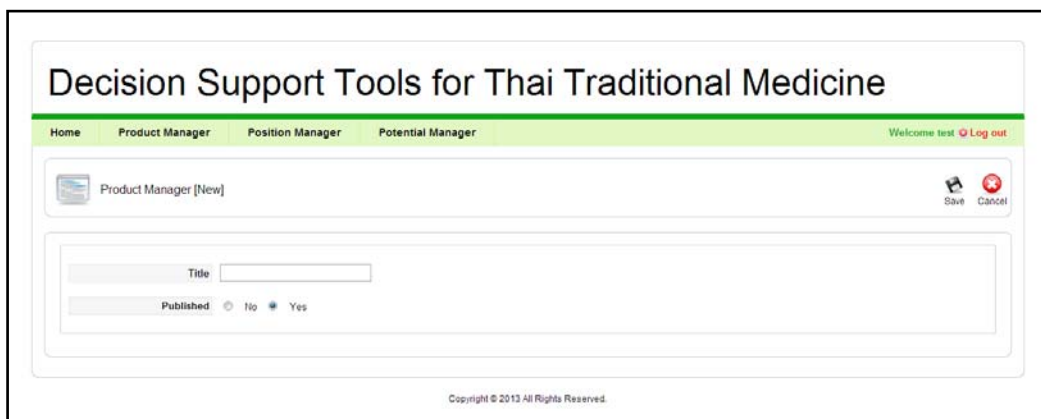 Decision Support Tools for Thai Traditional Medicine
Home Product Manager Position Manager Potential Manager Welcome test Log out
Product Manager [New] Save Cancel
Title
Published No Yes
Copyright © 2013 All Rights Reserved.